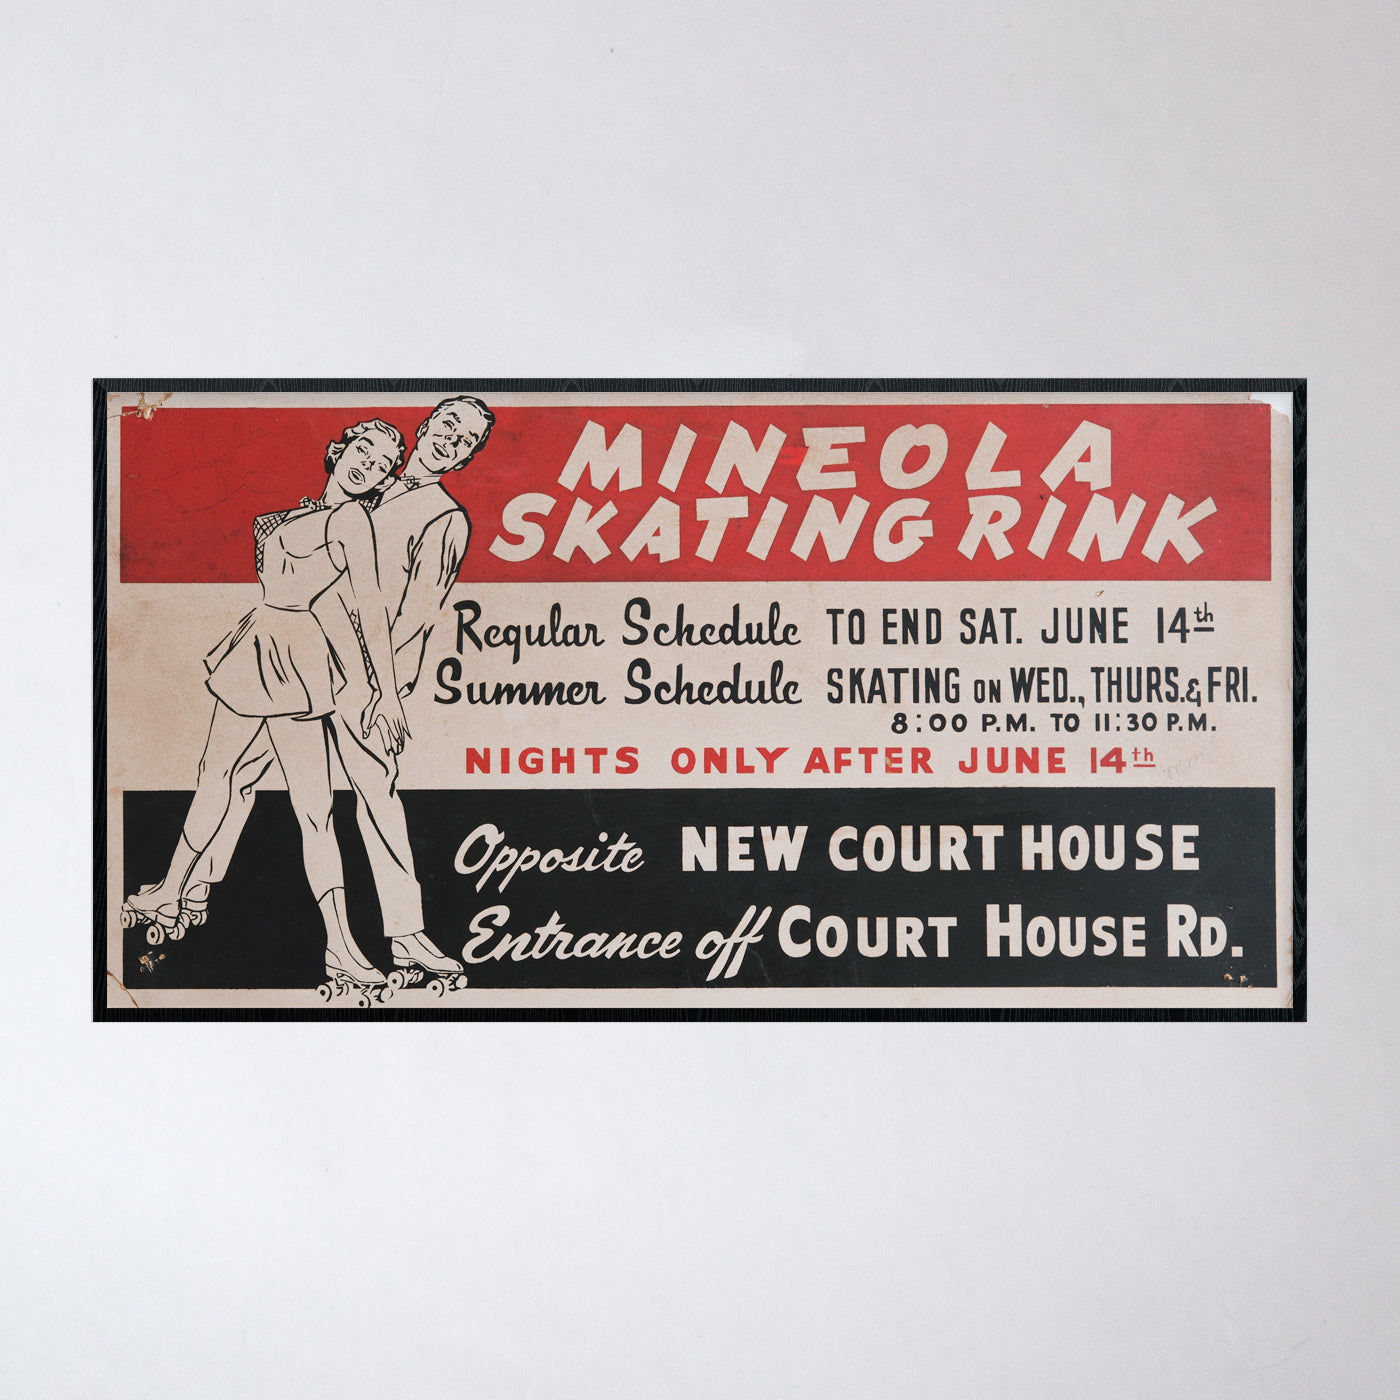 MINEOLA
SKATING RINK
Regular Schedule TO END SAT. JUNE 14th
Summer Schedule SKATING ON WED., THURS. & FRI.
8:00 P.M. TO 11:30 P.M.
NIGHTS ONLY AFTER JUNE 14th
Opposite NEW COURT HOUSE
Entrance off COURT HOUSE RD.